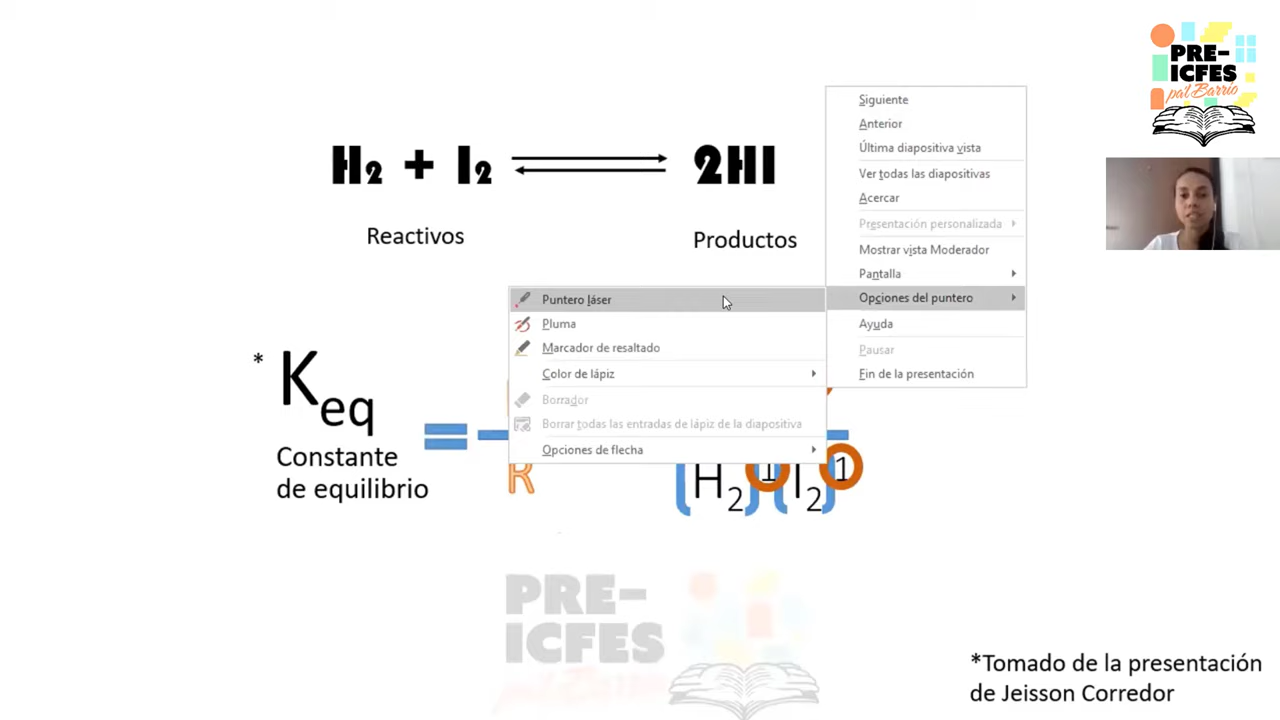 PRE-
ICFES
pa'l Barrio
H₂ + I₂ 2HI
Reactivos
Productos
Siguiente
Anterior
Última diapositiva vista
Ver todas las diapositivas
Acercar
Presentación personalizada
Mostrar vista Moderador
Pantalla
Opciones del puntero
Ayuda
Pausar
Fin de la presentación
Puntero láser
Pluma
Marcador de resaltado
Color de lápiz
Borrador
Borrar todas las entradas de lápiz de la diapositiva
Opciones de flecha
* Keq =
Constante
de equilibrio
R
[H₂]¹[I₂]¹
PRE-
ICFES
*Tomado de la presentación
de Jeisson Corredor